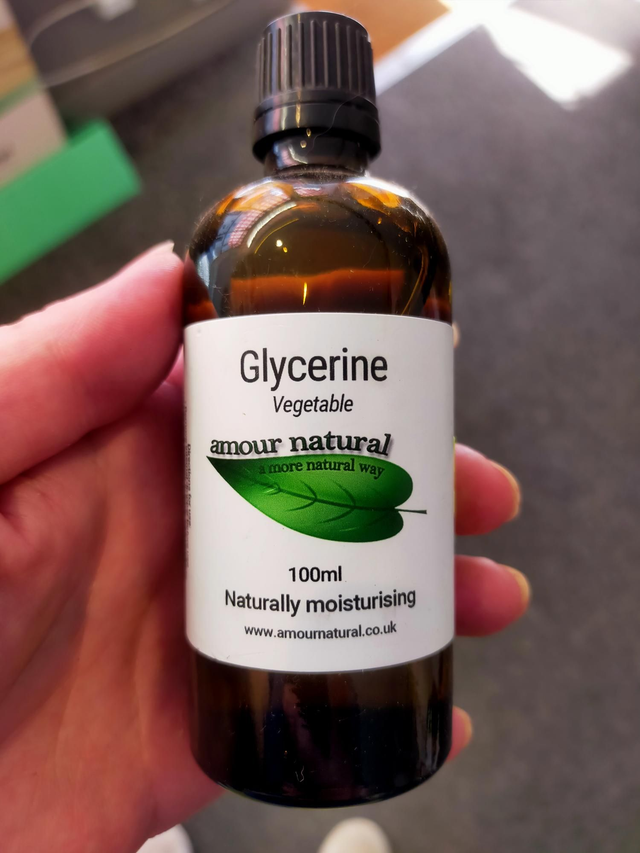 Glycerine
Vegetable
amour natural
a more natural way
100ml
Naturally moisturising
www.amournatural.co.uk